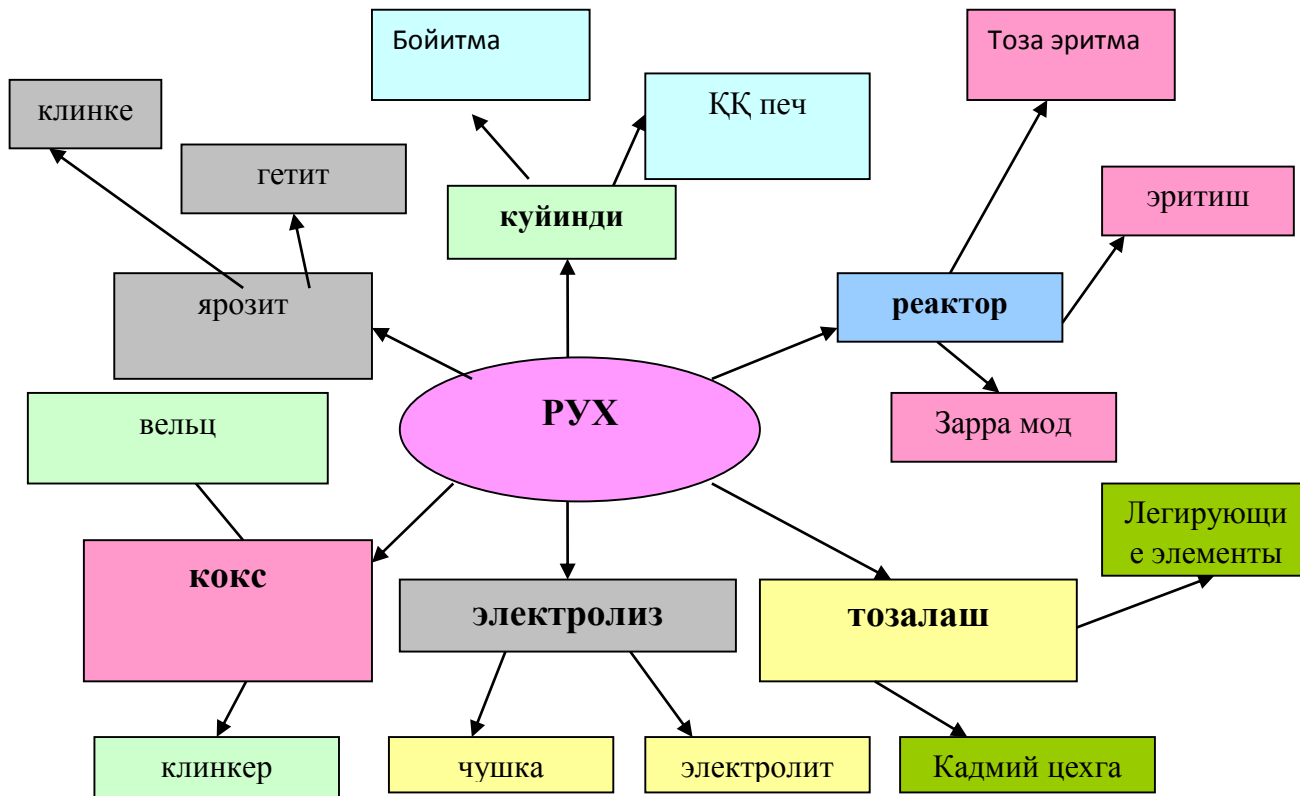 Бойитма
Тоза эритма
клинке
ҚҚ печ
гетит
эритиш
куйинди
ярозит
реактор
РУХ
Зарра мод
вельц
Легирующи
е элементы
кокс
электролиз
тозалаш
клинкер
чушка
электролит
Кадмий цехга